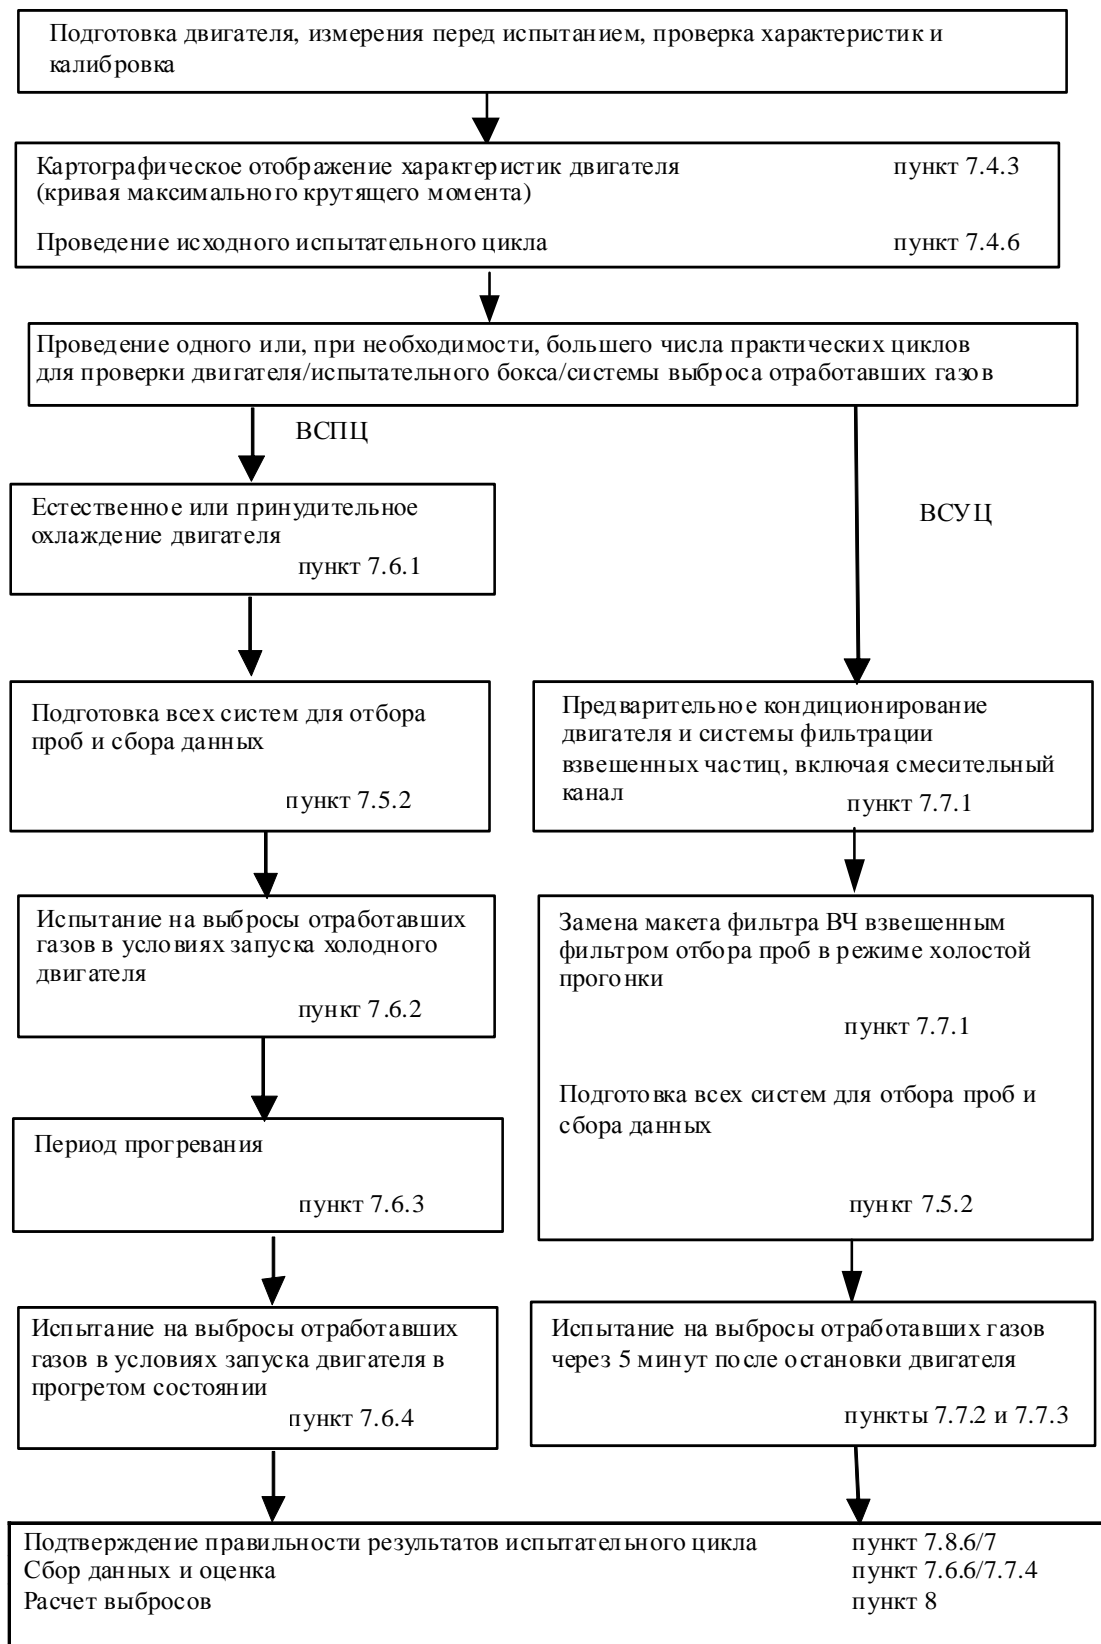 Подготовка двигателя, измерения перед испытанием, проверка характеристик и
калибровка
Картографическое отображение характеристик двигателя пункт 7.4.3
(кривая максимального крутящего момента)
Проведение исходного испытательного цикла пункт 7.4.6
Проведение одного или, при необходимости, большего числа практических циклов
для проверки двигателя/испытательного бокса/системы выброса отработавших газов
ВСПЦ
Естественное или принудительное
охлаждение двигателя
пункт 7.6.1
ВСУЦ
Подготовка всех систем для отбора
проб и сбора данных
пункт 7.5.2
Предварительное кондиционирование
двигателя и системы фильтрации
взвешенных частиц, включая смесительный
канал пункт 7.7.1
Испытание на выбросы отработавших
газов в условиях запуска холодного
двигателя
пункт 7.6.2
Замена макета фильтра ВЧ взвешенным
фильтром отбора проб в режиме холостой
прогонки
пункт 7.7.1
Подготовка всех систем для отбора проб и
сбора данных
пункт 7.5.2
Период прогревания
пункт 7.6.3
Испытание на выбросы отработавших
газов в условиях запуска двигателя в
прогретом состоянии
пункт 7.6.4
Испытание на выбросы отработавших газов
через 5 минут после остановки двигателя
пункты 7.7.2 и 7.7.3
Подтверждение правильности результатов испытательного цикла пункт 7.8.6/7
Сбор данных и оценка пункт 7.6.6/7.7.4
Расчет выбросов пункт 8